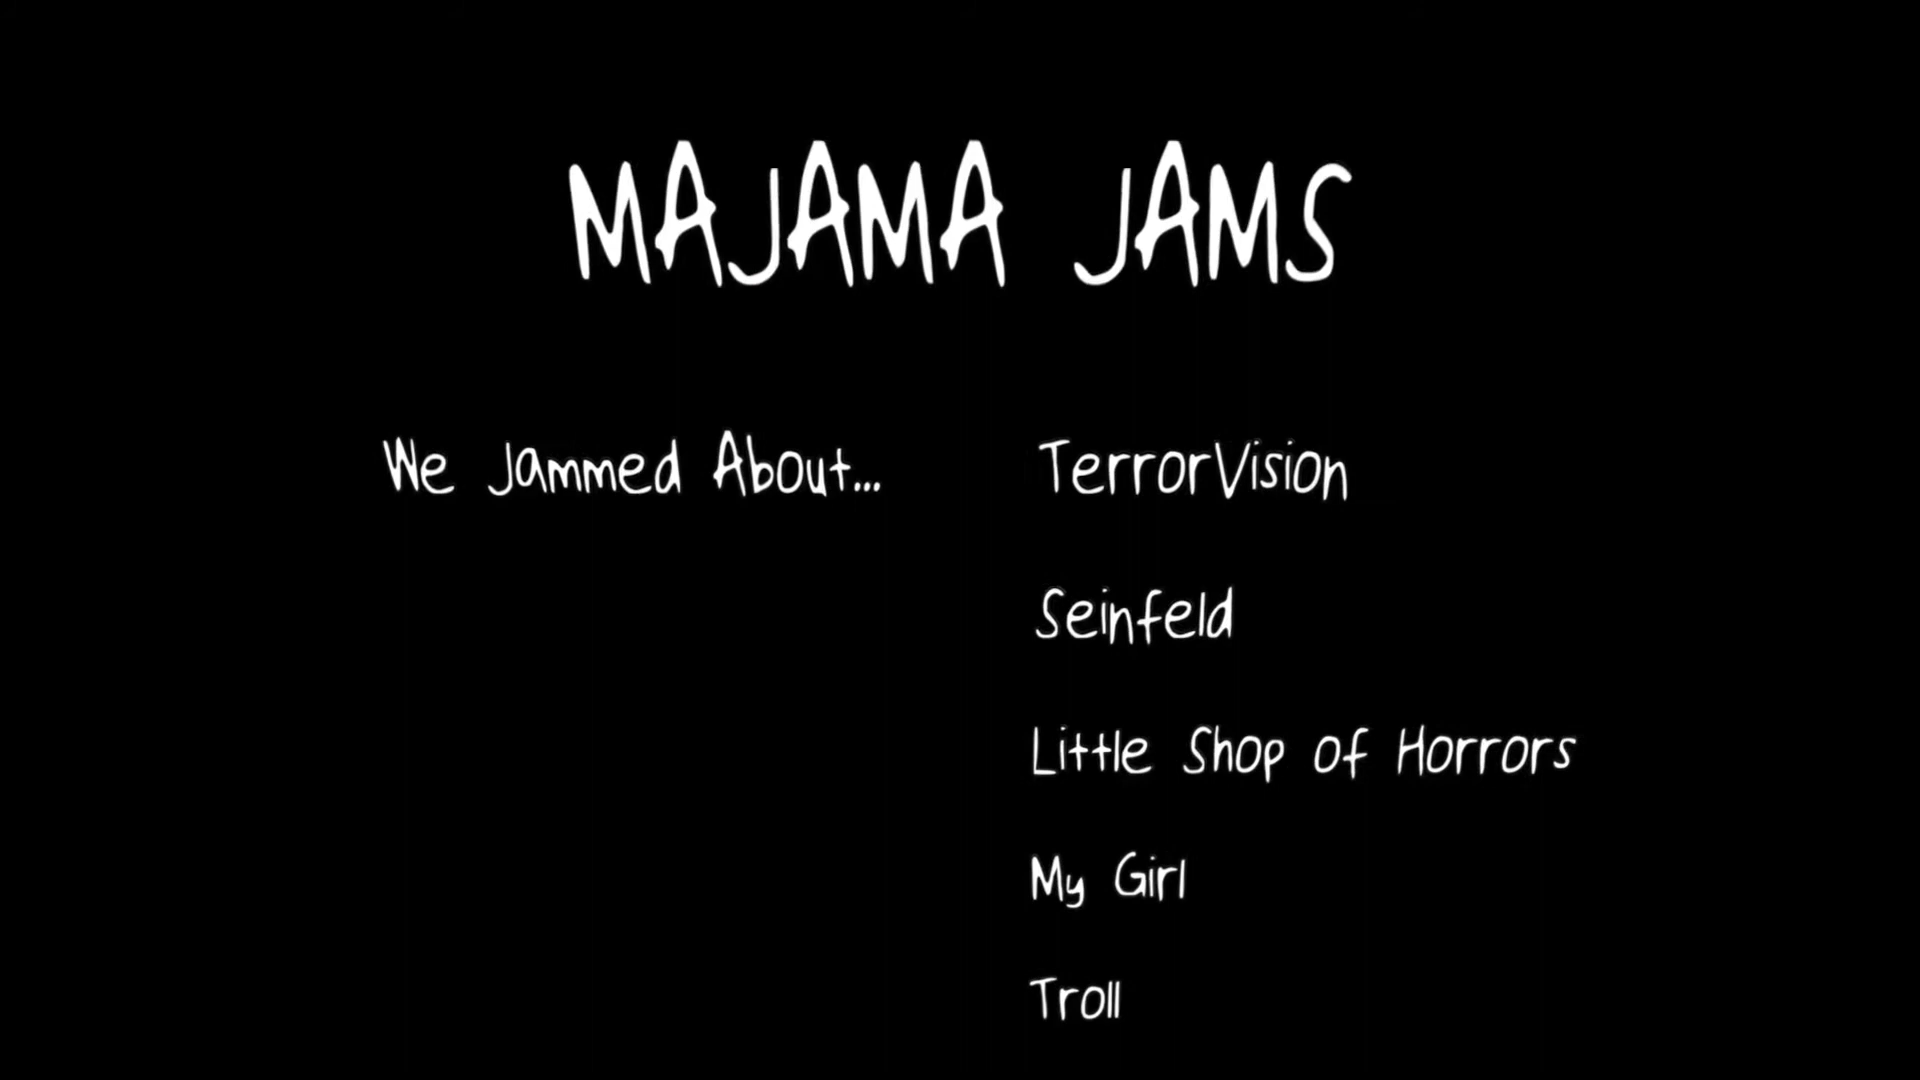 MAJAMA JAMS
We Jammed About... TerrorVision
Seinfeld
Little Shop of Horrors
My Girl
Troll